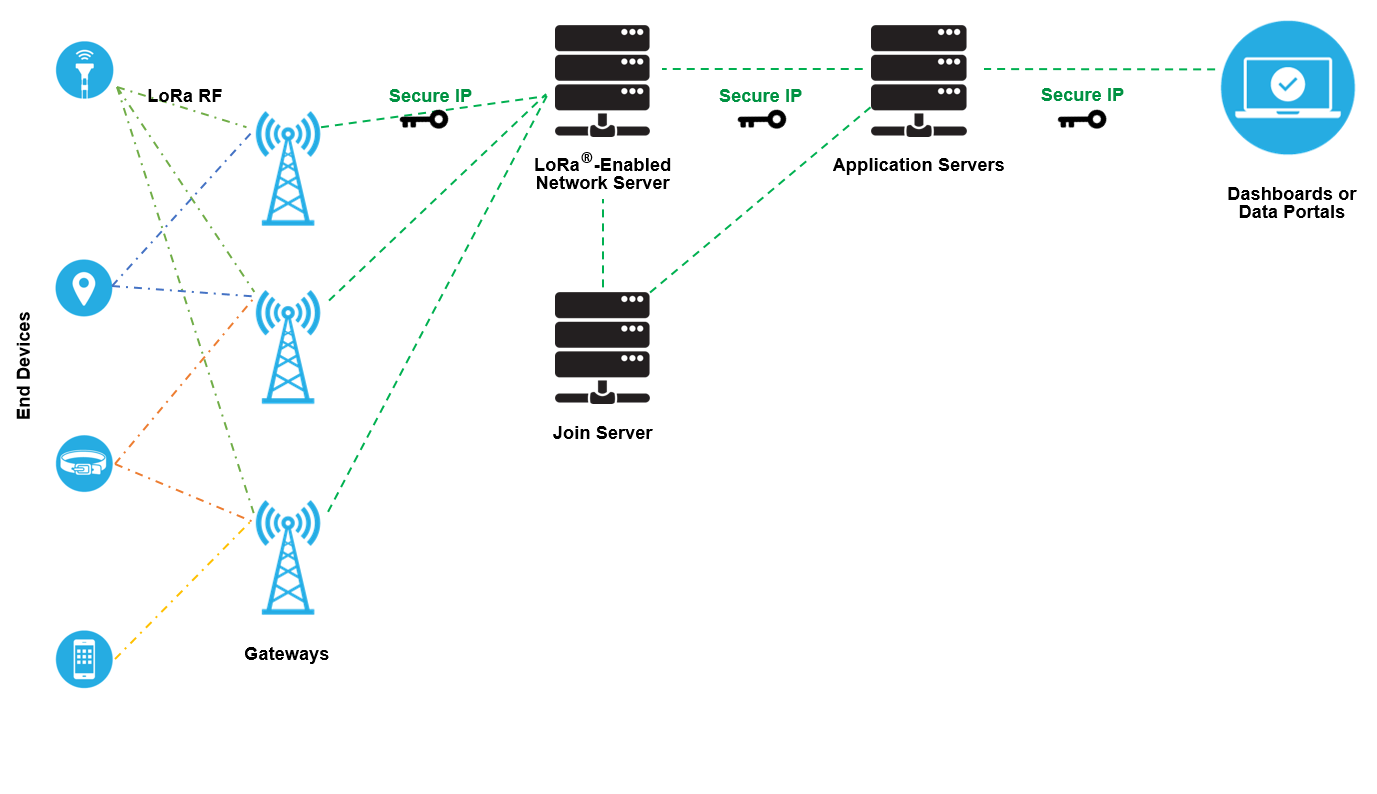 LoRa RF
Secure IP
Secure IP
Secure IP
LoRa®-Enabled
Network Server
Application Servers
Dashboards or
Data Portals
End Devices
Join Server
Gateways